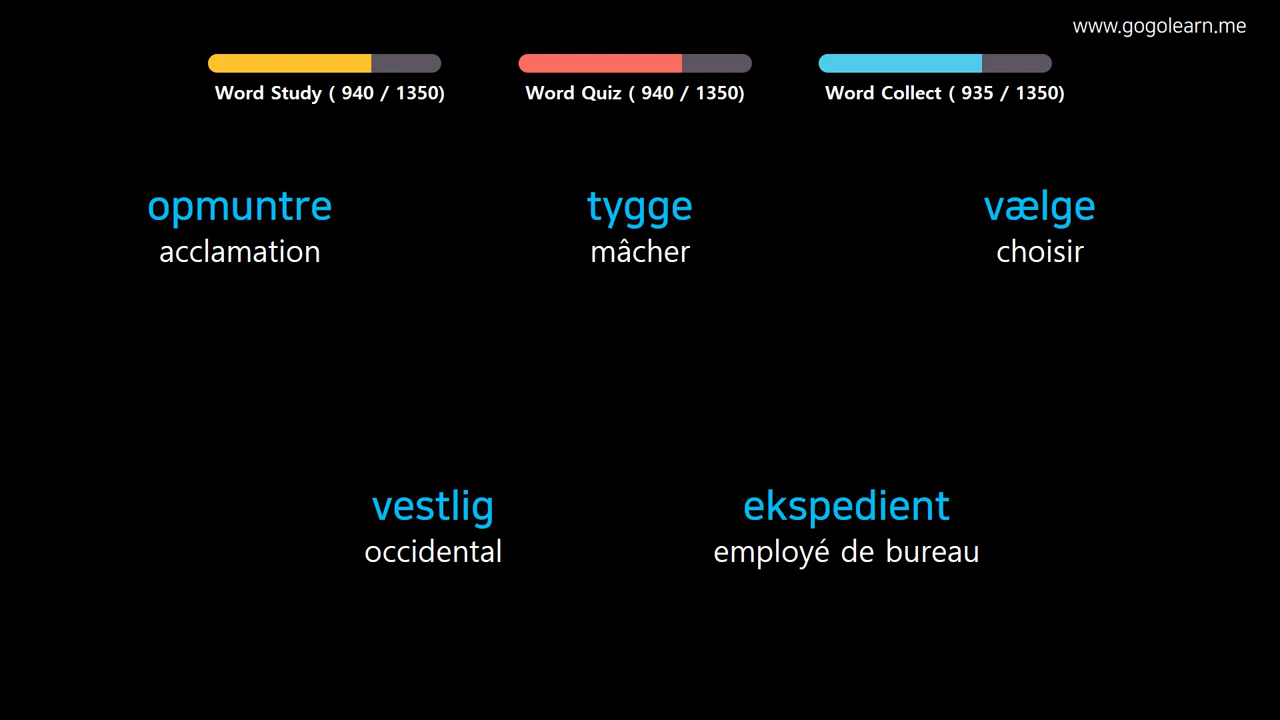 www.gogolearn.me
Word Study ( 940 / 1350)
Word Quiz ( 940 / 1350)
Word Collect ( 935 / 1350)
opmuntre
acclamation
tygge
mâcher
vælge
choisir
vestlig
occidental
ekspedient
employé de bureau